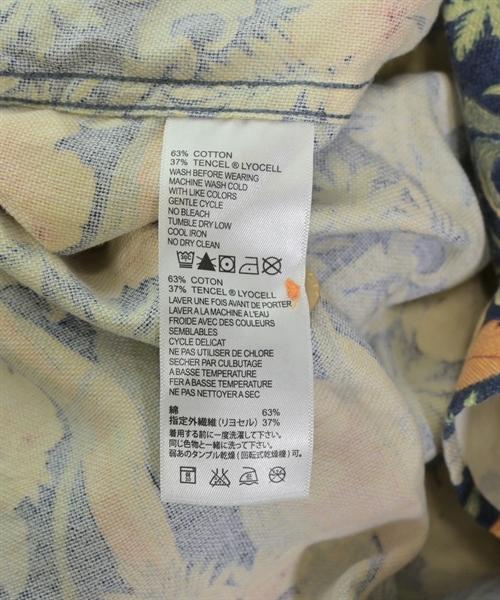 63% COTTON
37% TENCEL ® LYOCELL
WASH BEFORE WEARING
MACHINE WASH COLD
WITH LIKE COLORS
GENTLE CYCLE
NO BLEACH
TUMBLE DRY LOW
COOL IRON
NO DRY CLEAN
63% COTON
37% TENCEL ® LYOCELL
LAVER UNE FOIS AVANT DE PORTER
LAVER A LA MACHINE A L'EAU
FROIDE AVEC DES COULEURS
SEMBLABLES
CYCLE DELICAT
NE PAS UTILISER DE CHLORE
SECHER PAR CULBUTAGE
A BASSE TEMPERATURE
FER A BASSE TEMPERATURE
NE PAS NETTOYER A SEC
綿 63%
指定外繊維 (リヨセル) 37%
着用する前に一度洗濯して下さい。
同じ色物と一緒に洗って下さい。
弱あのタンブル乾燥 (回転式乾燥機) 可。